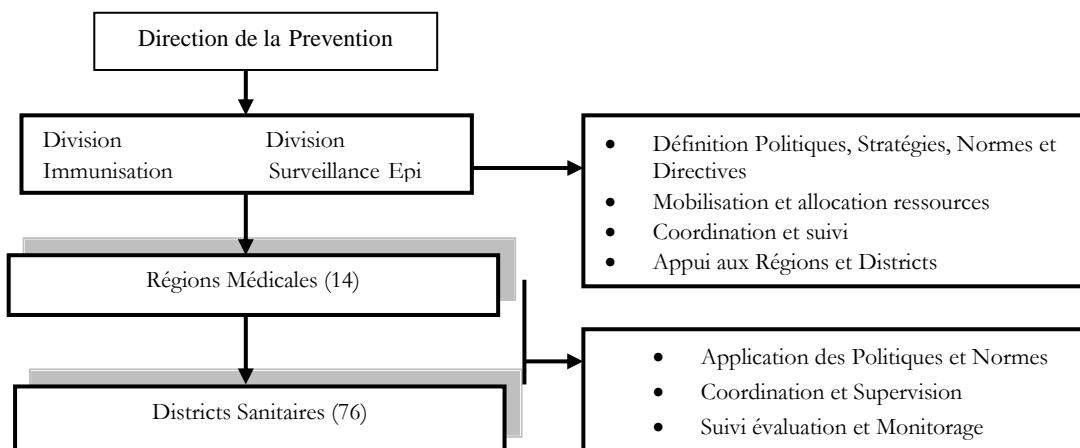 Direction de la Prevention
Division Division
Immunisation Surveillance Epi
• Définition Politiques, Stratégies, Normes et
Directives
• Mobilisation et allocation ressources
• Coordination et suivi
• Appui aux Régions et Districts
Régions Médicales (14)
Districts Sanitaires (76)
• Application des Politiques et Normes
• Coordination et Supervision
• Suivi évaluation et Monitorage